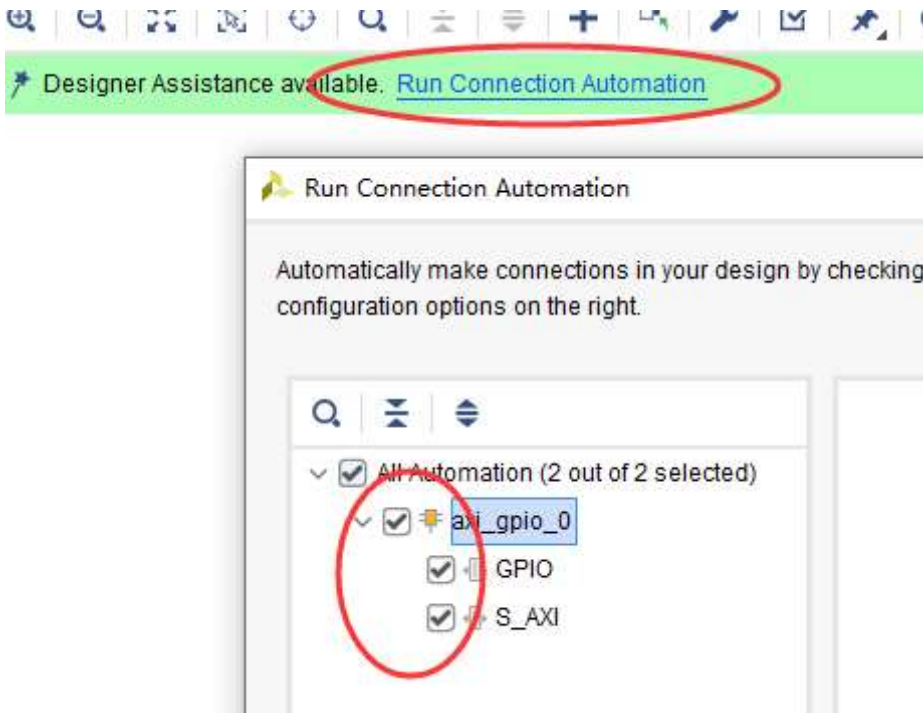 Designer Assistance available. Run Connection Automation
Run Connection Automation
Automatically make connections in your design by checking
configuration options on the right.
All Automation (2 out of 2 selected)
axi_gpio_0
GPIO
S_AXI